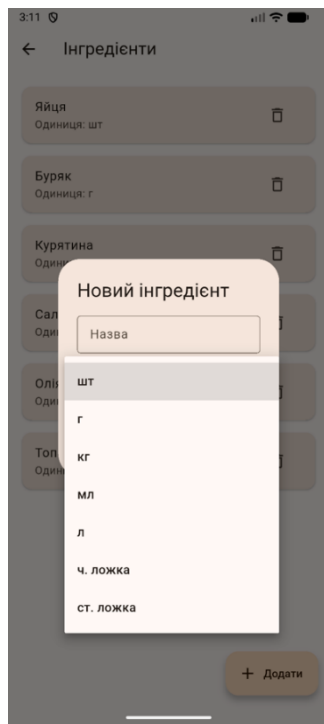 3:11
Інгредієнти
Яйця
Одиниця: шт
Буряк
Одиниця: г
Курятина
Новий інгредієнт
Назва
шт
г
кг
мл
л
ч. ложка
ст. ложка
Додати